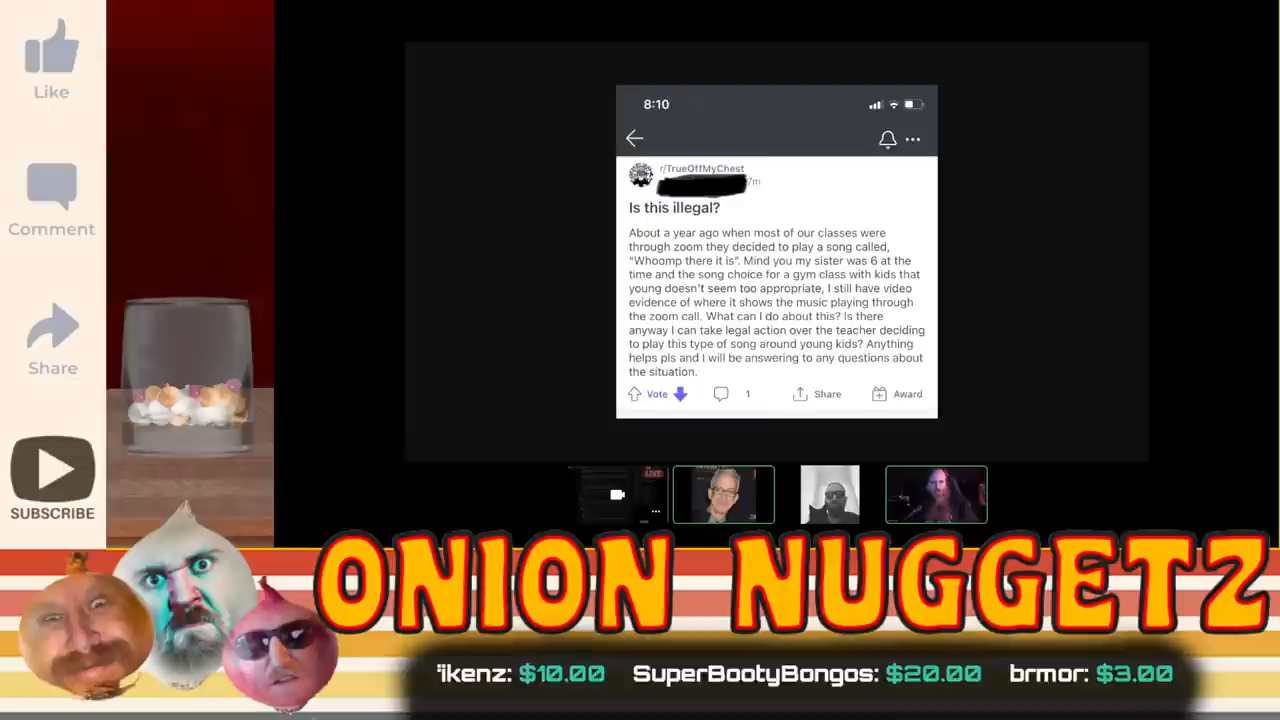 Like
Comment
Share
SUBSCRIBE
8:10
r/TrueOffMyChest
7m
Is this illegal?
About a year ago when most of our classes were
through zoom they decided to play a song called,
"Whoomp there it is". Mind you my sister was 6 at the
time and the song choice for a gym class with kids that
young doesn't seem too appropriate, I still have video
evidence of where it shows the music playing through
the zoom call. What can I do about this? Is there
anyway I can take legal action over the teacher deciding
to play this type of song around young kids? Anything
helps pls and I will be answering to any questions about
the situation.
Vote 1 Share Award
LIVE
ONION NUGGETZ
ikenz: $10.00 SuperBootyBongos: $20.00 brmor: $3.00